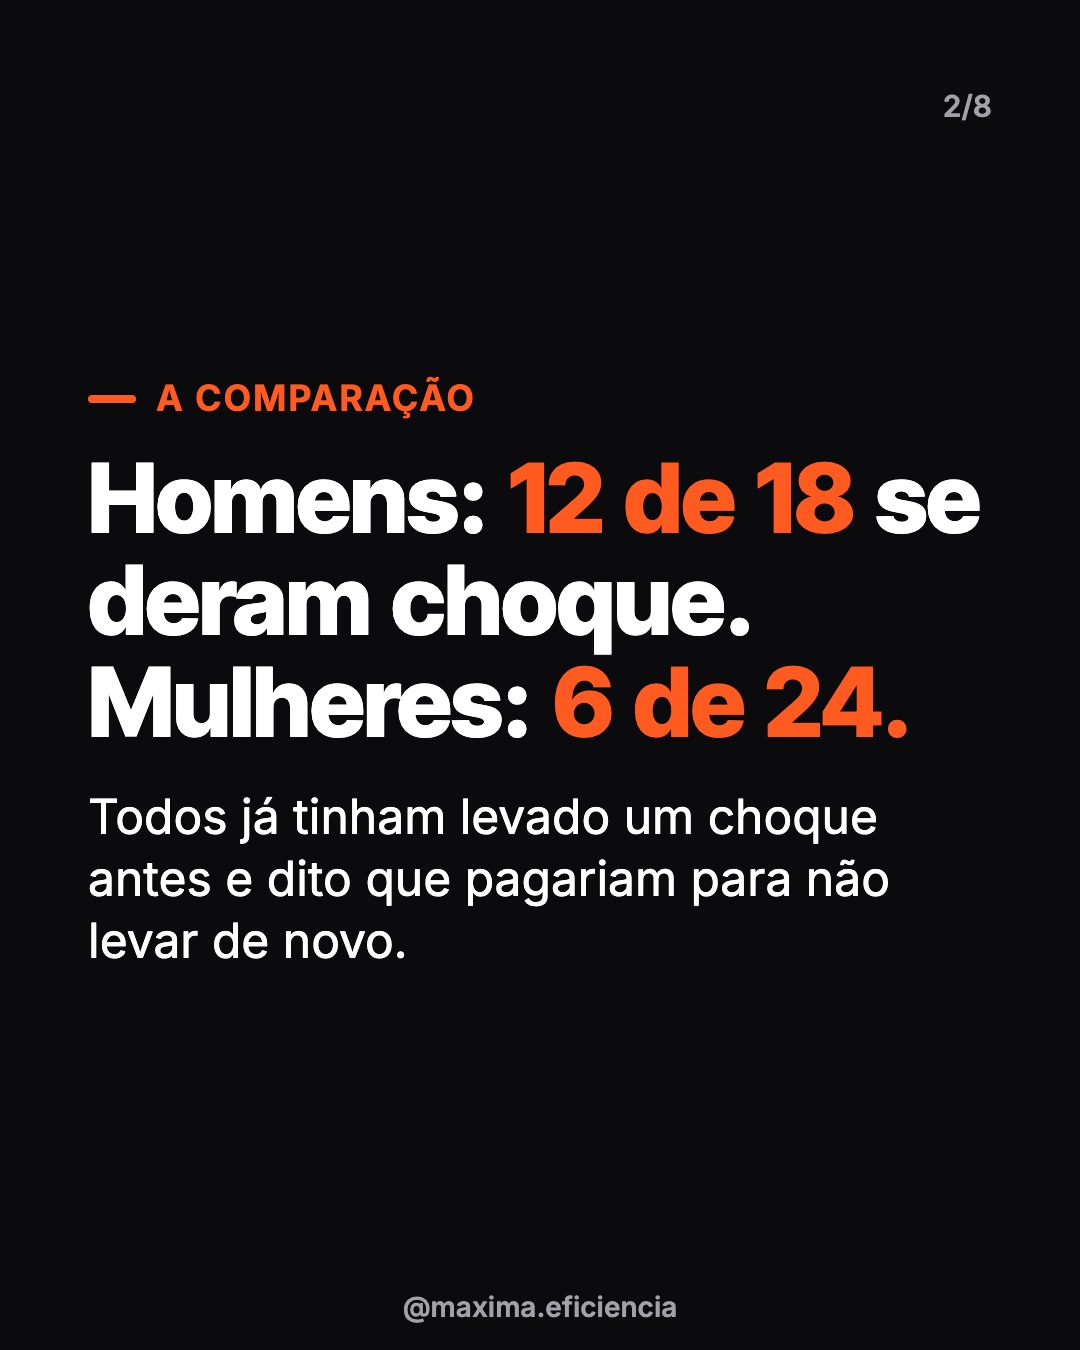 2/8
A COMPARAÇÃO
Homens: 12 de 18 se
deram choque.
Mulheres: 6 de 24.
Todos já tinham levado um choque
antes e dito que pagariam para não
levar de novo.
@maxima.eficiencia